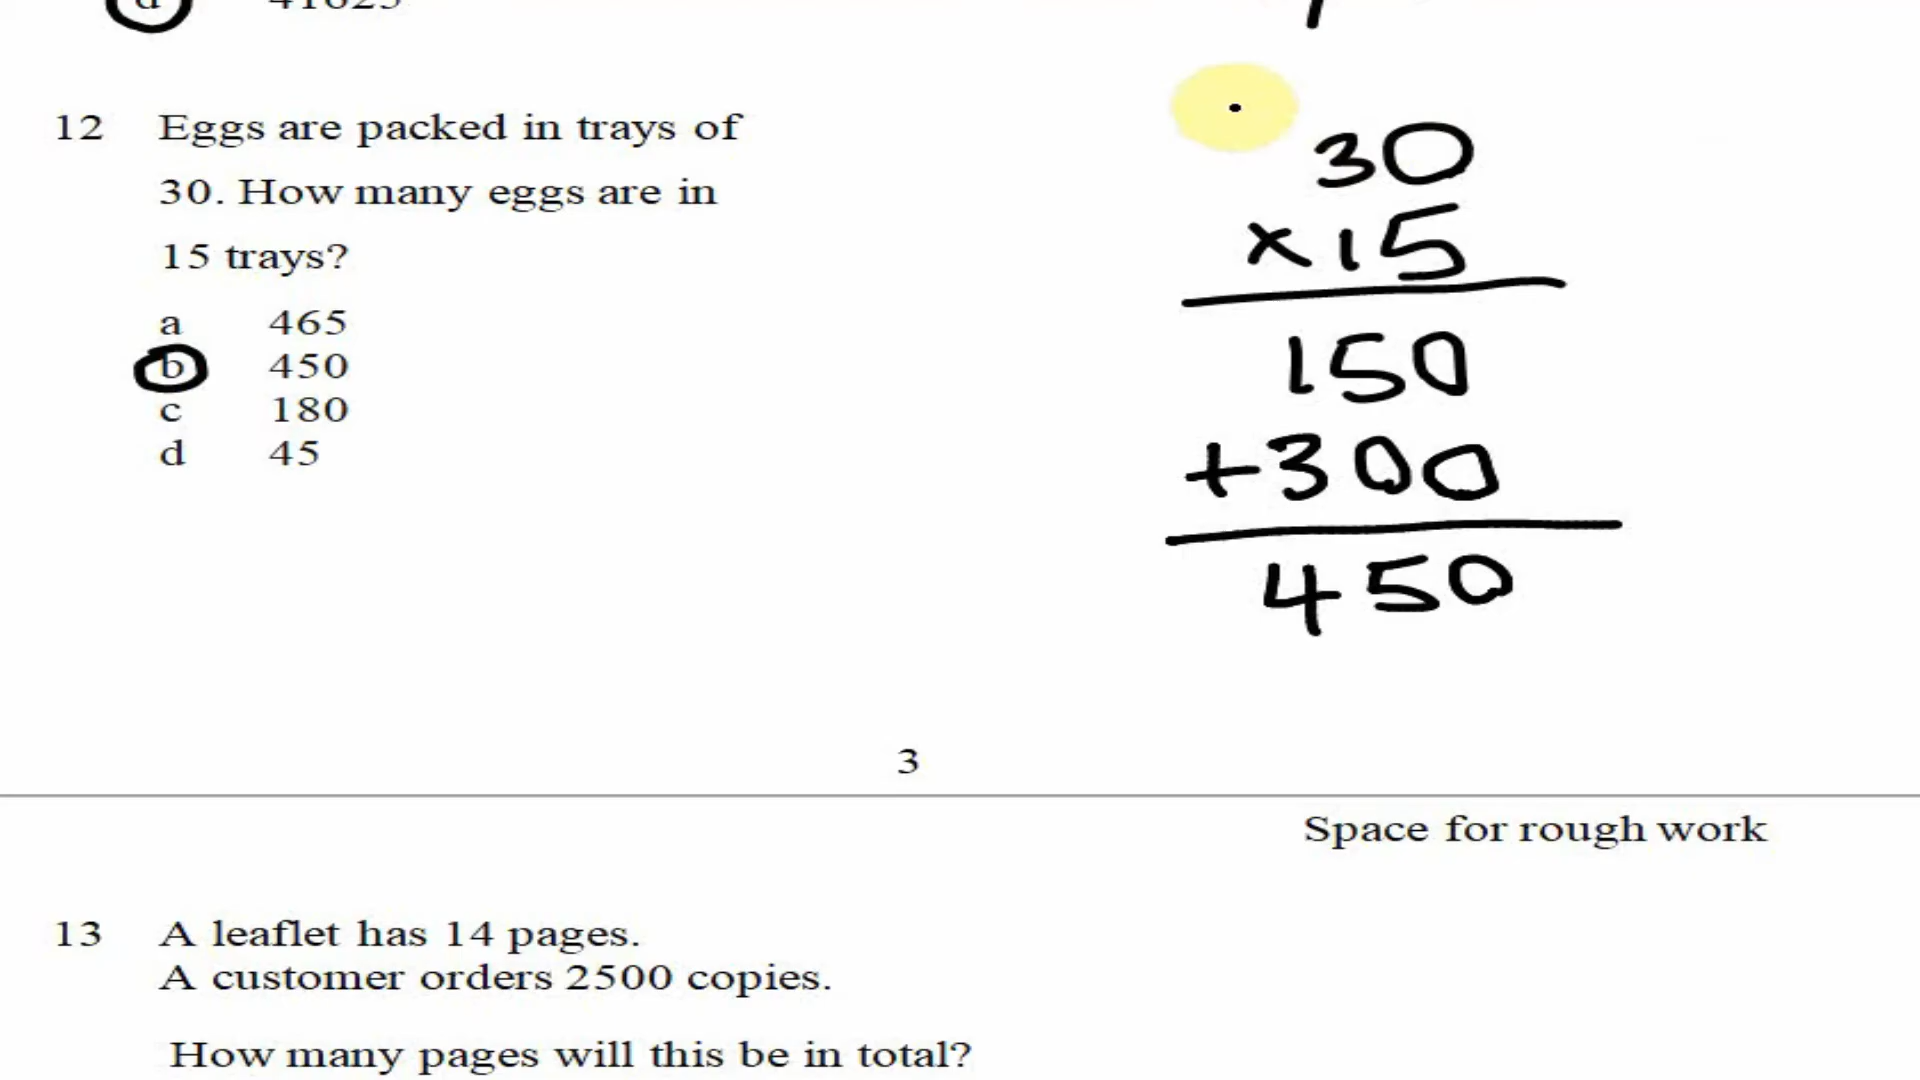 12 Eggs are packed in trays of
30. How many eggs are in
15 trays?
a 465
b 450
c 180
d 45
30
×15
150
+300
450
3
Space for rough work
13 A leaflet has 14 pages.
A customer orders 2500 copies.
How many pages will this be in total?